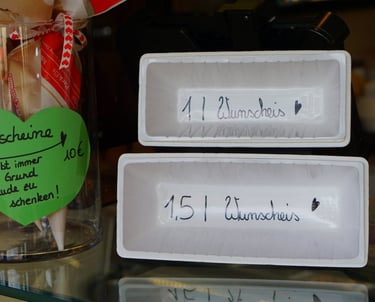 1 l Wunscheis
1,5 l Wunscheis
scheine
10€
bt immer
Grund
ude zu
schenken!